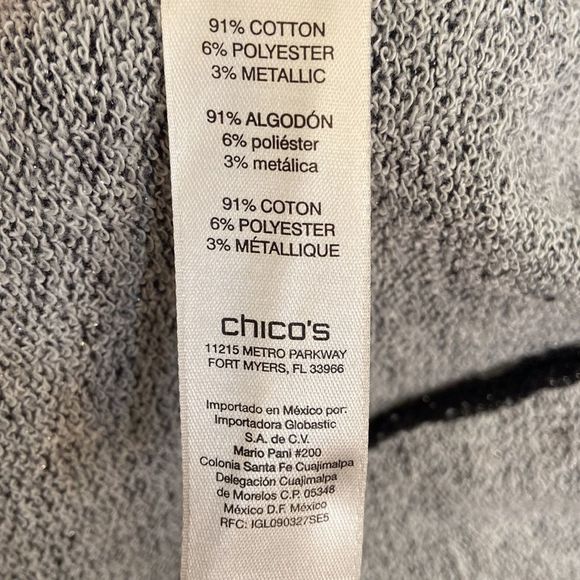 91% COTTON
6% POLYESTER
3% METALLIC
91% ALGODÓN
6% poliéster
3% metálica
91% COTON
6% POLYESTER
3% MÉTALLIQUE
chico's
11215 METRO PARKWAY
FORT MYERS, FL 33966
Importado en México por:
Importadora Globastic
S.A. de C.V.
Mario Pani #200
Colonia Santa Fe Cuajimalpa
Delegación Cuajimalpa
de Morelos C.P. 05348
México D.F. México
RFC: IGL090327SE5